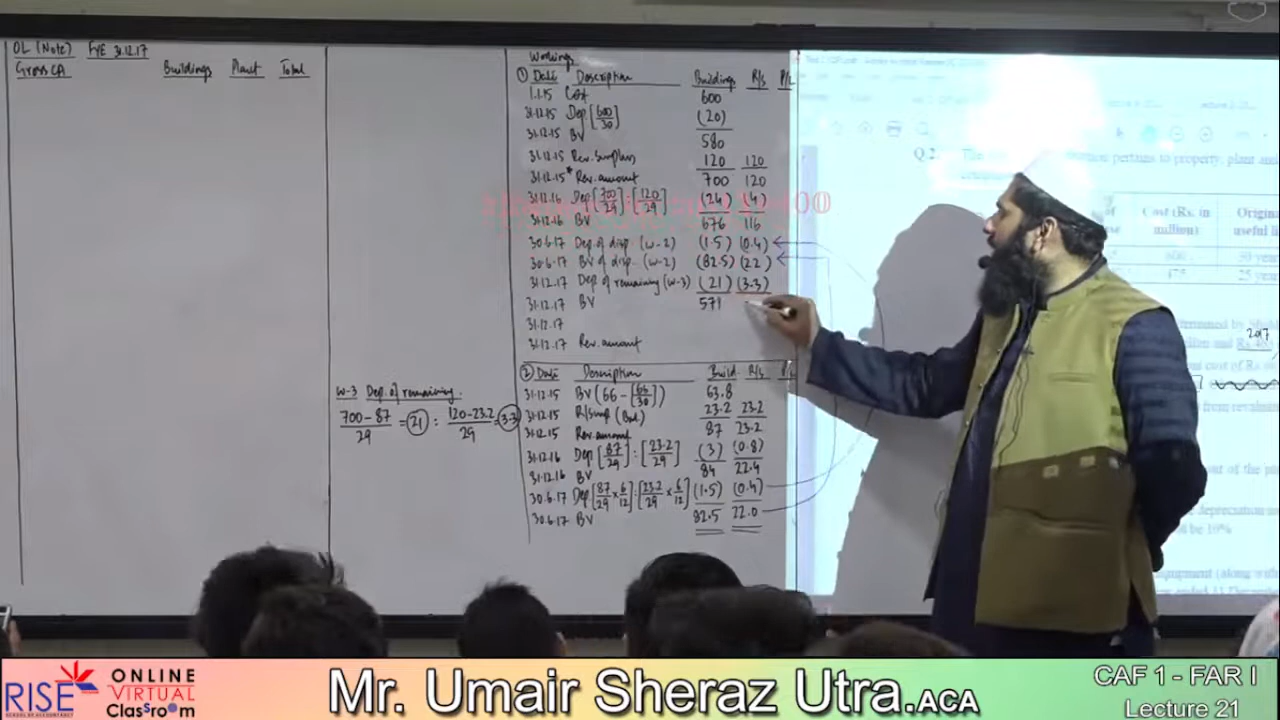 DL (Note) FYE 31.12.17
Gross CA Buildings Plant Total
Workings
① Date Description Buildings R/S P/L
1.1.15 Cost 600
31.12.15 Dep [600/30] (20)
31.12.15 BV 580
31.12.15 Rev. Surplus 120 120
31.12.15* Rev. amount 700 120
31.12.16 Dep [700/29] : [120/29] (24) (4)
31.12.16 BV 676 116
30.6.17 Dep. of disp. (w-2) (1.5) (0.4)
30.6.17 BV of disp. (w-2) (82.5) (22)
31.12.17 Dep of remaining (w-3) (21) (3.3)
31.12.17 BV 571
31.12.17
31.12.17 Rev. amount
② Date Description Build. R/S P/L
31.12.15 BV (66 - [66/30]) 63.8
31.12.15 R/Surp (Bal) 23.2 23.2
31.12.15 Rev. amount 87 23.2
31.12.16 Dep [87/29] : [23.2/29] (3) (0.8)
31.12.16 BV 84 22.4
30.6.17 Dep [87/29 x 6/12] : [23.2/29 x 6/12] (1.5) (0.4)
30.6.17 BV 82.5 22.0
W-3 Dep. of remaining.
700-87/29 = 21 : 120-23.2/29 = 3.3
Q.2
Cost (Rs. in
million)
600
475
25 years
2017
be 10%
RISE
SCHOOL OF ACCOUNTANCY
ONLINE
VIRTUAL
Classroom
Mr. Umair Sheraz Utra.ACA
CAF 1 - FAR I
Lecture 21